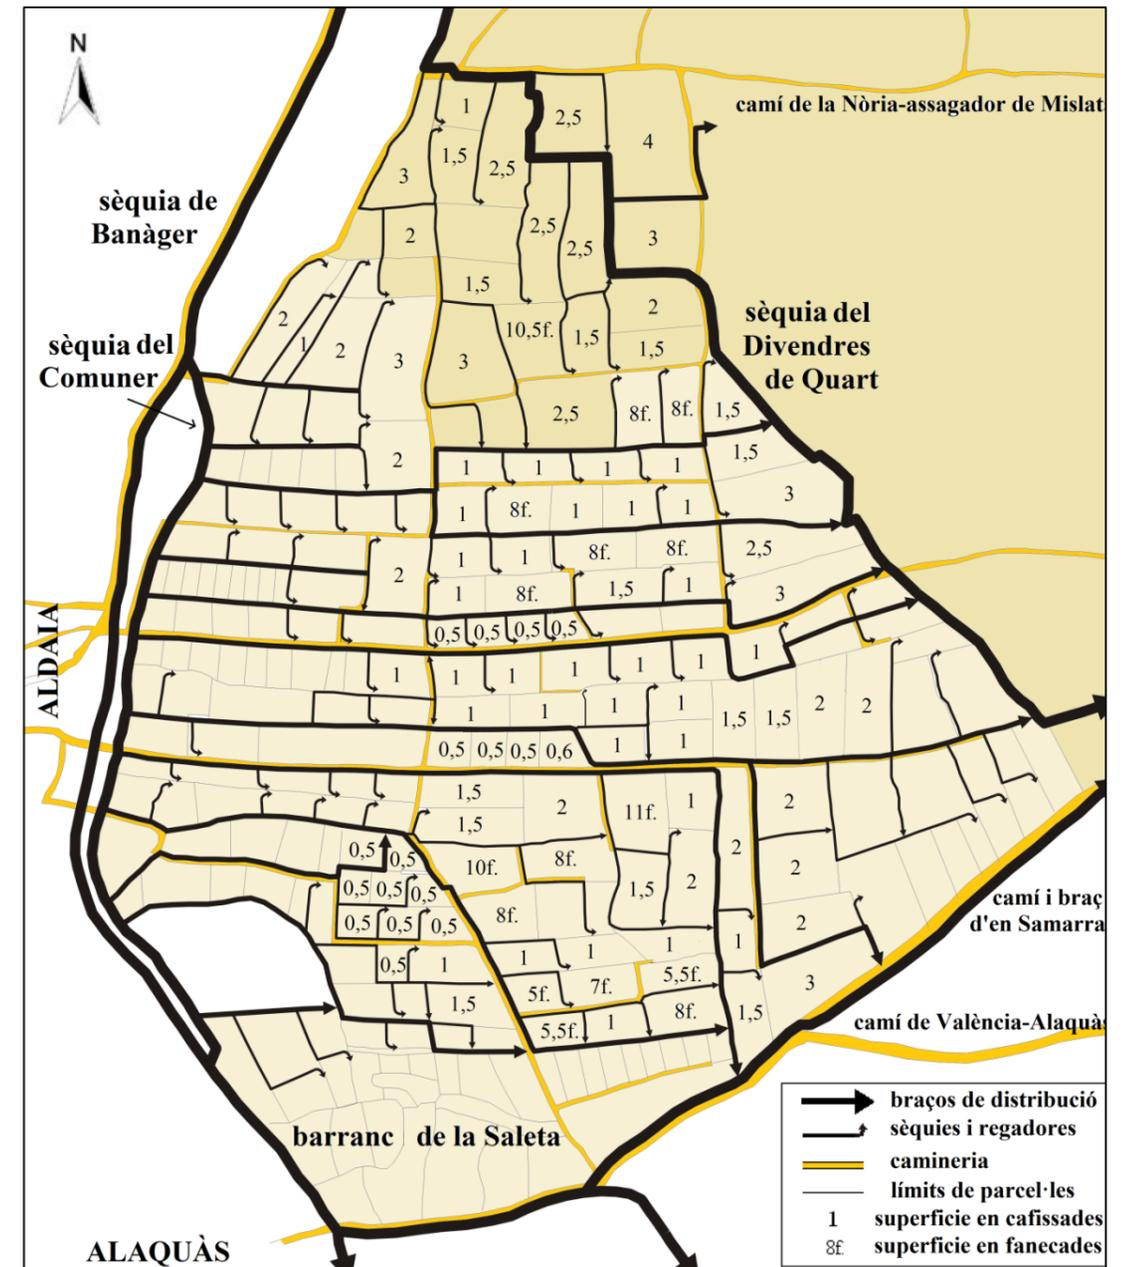 N
1
2,5
camí de la Nòria-assagador de Mislat
4
1,5
2,5
3
sèquia de
Banàger
2
2,5
2,5
3
1,5
2
2
sèquia del
Divendres
de Quart
10,5f.
1,5
1,5
sèquia del
Comuner
1
2
3
3
2,5
8f.
8f.
1,5
2
1
1
1
1
1,5
3
1
8f.
1
1
1
2
1
1
8f.
8f.
2,5
1
8f.
1,5
1
3
ALDAIA
0,5
0,5
0,5
0,5
1
1
1
1
1
1
1
1
1
1
1
1,5
1,5
2
2
0,5
0,5
0,5
0,6
1
1
1,5
1,5
2
11f.
1
2
2
0,5
0,5
10f.
8f.
2
0,5
0,5
0,5
1,5
2
camí i braç
d'en Samarra
0,5
0,5
0,5
8f.
2
0,5
1
1
1
1
1
3
1,5
5f.
7f.
5,5f.
5,5f.
1
8f.
1,5
camí de València-Alaquàs
braços de distribució
barranc de la Saleta
sèquies i regadores
camineria
límits de parcel·les
1 superficie en cafissades
8f. superficie en fanecades
ALAQUÀS